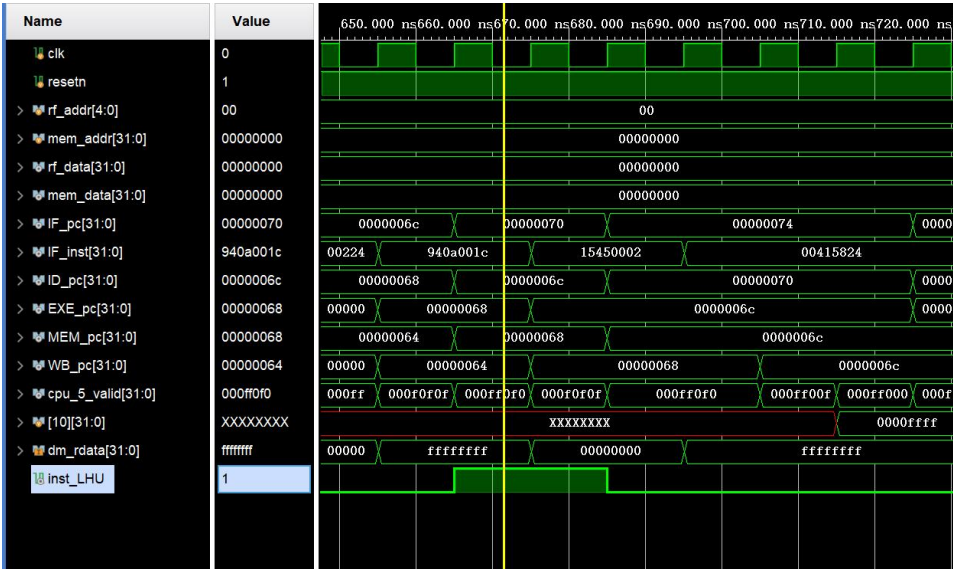 Name Value 650.000 ns 660.000 ns 670.000 ns 680.000 ns 690.000 ns 700.000 ns 710.000 ns 720.000 ns
clk 0
resetn 1
rf_addr[4:0] 00 00
mem_addr[31:0] 00000000 00000000
rf_data[31:0] 00000000 00000000
mem_data[31:0] 00000000 00000000
IF_pc[31:0] 00000070 0000006c 00000070 00000074 0000
IF_inst[31:0] 940a001c 00224 940a001c 15450002 00415824
ID_pc[31:0] 0000006c 00000068 0000006c 00000070 0000
EXE_pc[31:0] 00000068 00000 00000068 0000006c 0000
MEM_pc[31:0] 00000068 00000064 00000068 0000006c
WB_pc[31:0] 00000064 00000 00000064 00000068 0000006c
cpu_5_valid[31:0] 000ff0f0 000ff 000f0f0f 000ff0f0 000f0f0f 000ff0f0 000ff00f 000ff000 000f
[10][31:0] XXXXXXXX XXXXXXXX 0000ffff
dm_rdata[31:0] ffffffff 00000 ffffffff 00000000 ffffffff
inst_LHU 1